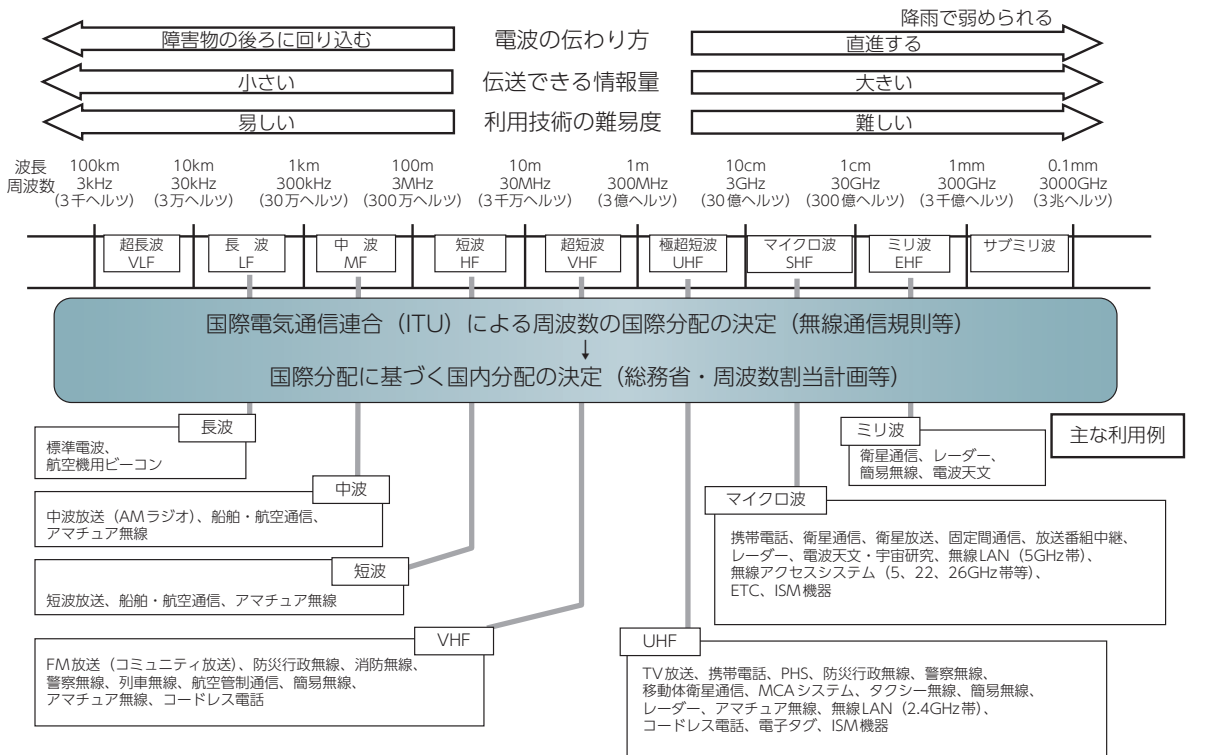 降雨で弱められる
障害物の後ろに回り込む 電波の伝わり方 直進する
小さい 伝送できる情報量 大きい
易しい 利用技術の難易度 難しい
波長 100km 10km 1km 100m 10m 1m 10cm 1cm 1mm 0.1mm
周波数 3kHz 30kHz 300kHz 3MHz 30MHz 300MHz 3GHz 30GHz 300GHz 3000GHz
(3千ヘルツ) (3万ヘルツ) (30万ヘルツ) (300万ヘルツ) (3千万ヘルツ) (3億ヘルツ) (30億ヘルツ) (300億ヘルツ) (3千億ヘルツ) (3兆ヘルツ)
超長波 長 波 中 波 短波 超短波 極超短波 マイクロ波 ミリ波 サブミリ波
VLF LF MF HF VHF UHF SHF EHF
国際電気通信連合（ITU）による周波数の国際分配の決定（無線通信規則等）
↓
国際分配に基づく国内分配の決定（総務省・周波数割当計画等）
主な利用例
長波
標準電波、
航空機用ビーコン
中波
中波放送（AMラジオ）、船舶・航空通信、
アマチュア無線
短波
短波放送、船舶・航空通信、アマチュア無線
VHF
FM放送（コミュニティ放送）、防災行政無線、消防無線、
警察無線、列車無線、航空管制通信、簡易無線、
アマチュア無線、コードレス電話
ミリ波
衛星通信、レーダー、
簡易無線、電波天文
マイクロ波
携帯電話、衛星通信、衛星放送、固定間通信、放送番組中継、
レーダー、電波天文・宇宙研究、無線LAN（5GHz帯）、
無線アクセスシステム（5、22、26GHz帯等）、
ETC、ISM機器
UHF
TV放送、携帯電話、PHS、防災行政無線、警察無線、
移動体衛星通信、MCAシステム、タクシー無線、簡易無線、
レーダー、アマチュア無線、無線LAN（2.4GHz帯）、
コードレス電話、電子タグ、ISM機器